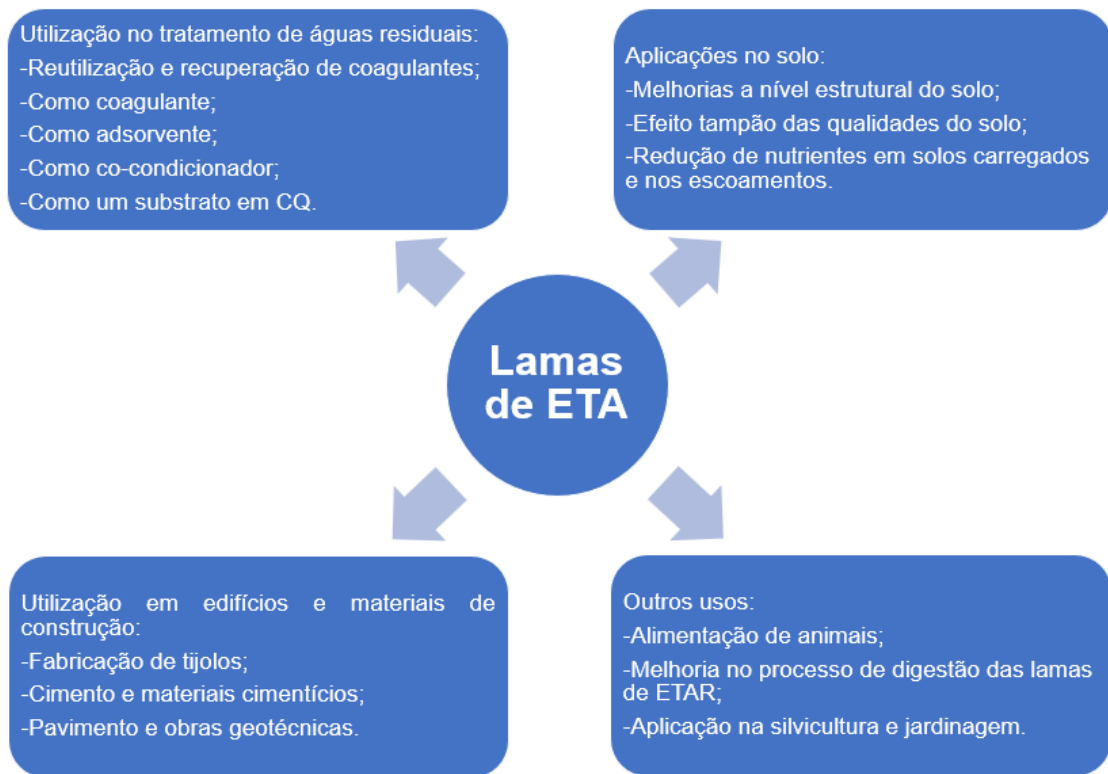 Utilização no tratamento de águas residuais:
-Reutilização e recuperação de coagulantes;
-Como coagulante;
-Como adsorvente;
-Como co-condicionador;
-Como um substrato em CQ.
Aplicações no solo:
-Melhorias a nível estrutural do solo;
-Efeito tampão das qualidades do solo;
-Redução de nutrientes em solos carregados
e nos escoamentos.
Lamas
de ETA
Utilização em edifícios e materiais de
construção:
-Fabricação de tijolos;
-Cimento e materiais cimentícios;
-Pavimento e obras geotécnicas.
Outros usos:
-Alimentação de animais;
-Melhoria no processo de digestão das lamas
de ETAR;
-Aplicação na silvicultura e jardinagem.